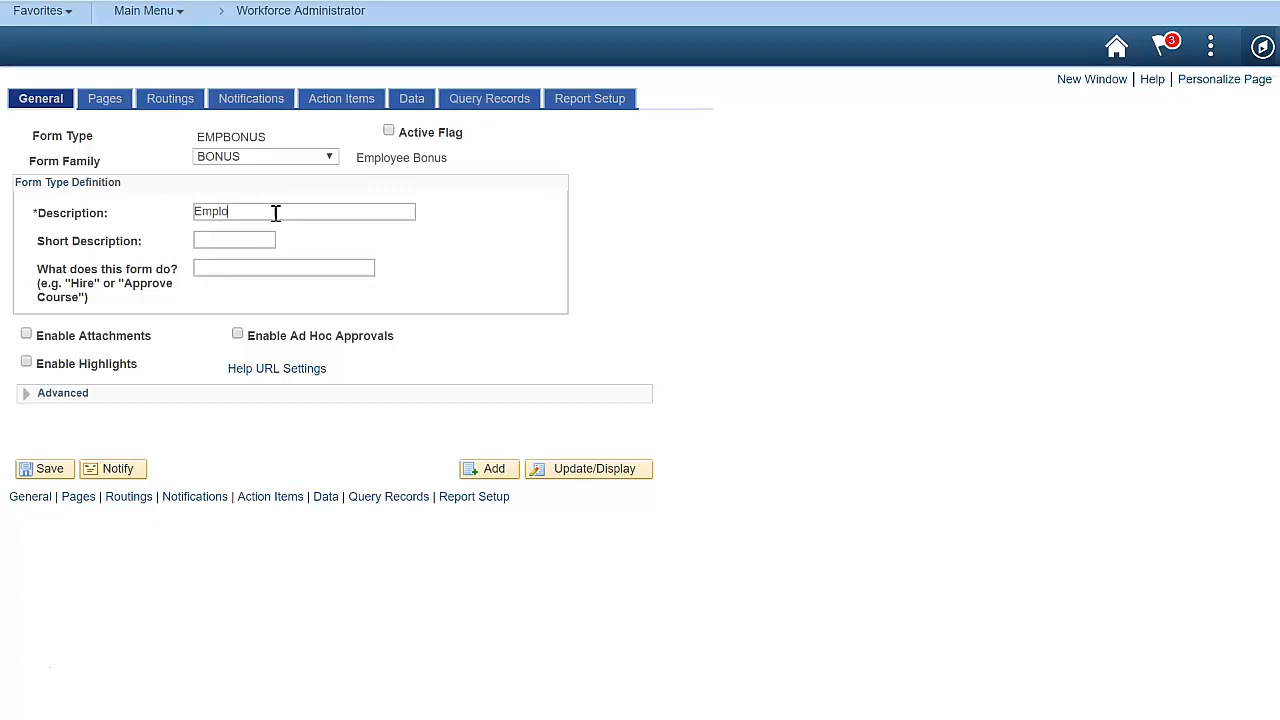 Favorites Main Menu > Workforce Administrator
3
New Window | Help | Personalize Page
General Pages Routings Notifications Action Items Data Query Records Report Setup
Form Type EMPBONUS Active Flag
Form Family BONUS Employee Bonus
Form Type Definition
*Description: Emplo
Short Description:
What does this form do?
(e.g. "Hire" or "Approve
Course")
Enable Attachments Enable Ad Hoc Approvals
Enable Highlights Help URL Settings
Advanced
Save Notify Add Update/Display
General | Pages | Routings | Notifications | Action Items | Data | Query Records | Report Setup